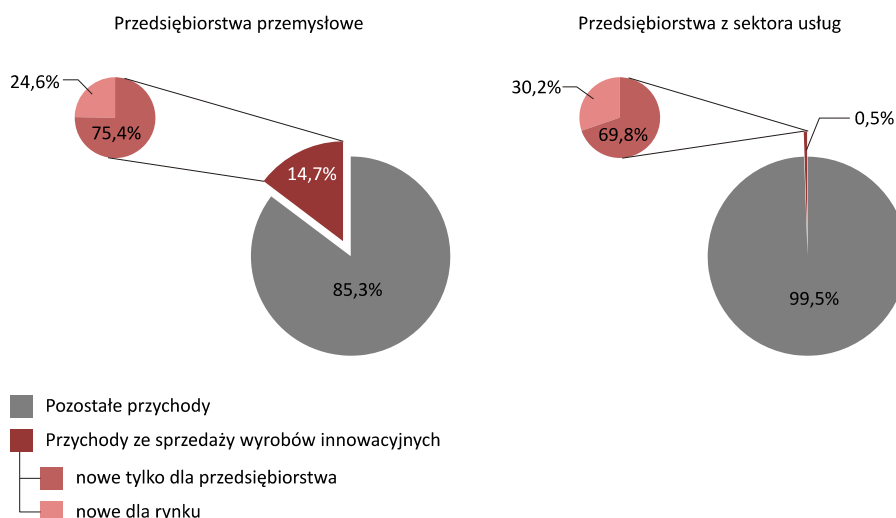 Przedsiębiorstwa przemysłowe
24,6%
75,4%
14,7%
85,3%
Przedsiębiorstwa z sektora usług
30,2%
69,8%
0,5%
99,5%
Pozostałe przychody
Przychody ze sprzedaży wyrobów innowacyjnych
nowe tylko dla przedsiębiorstwa
nowe dla rynku